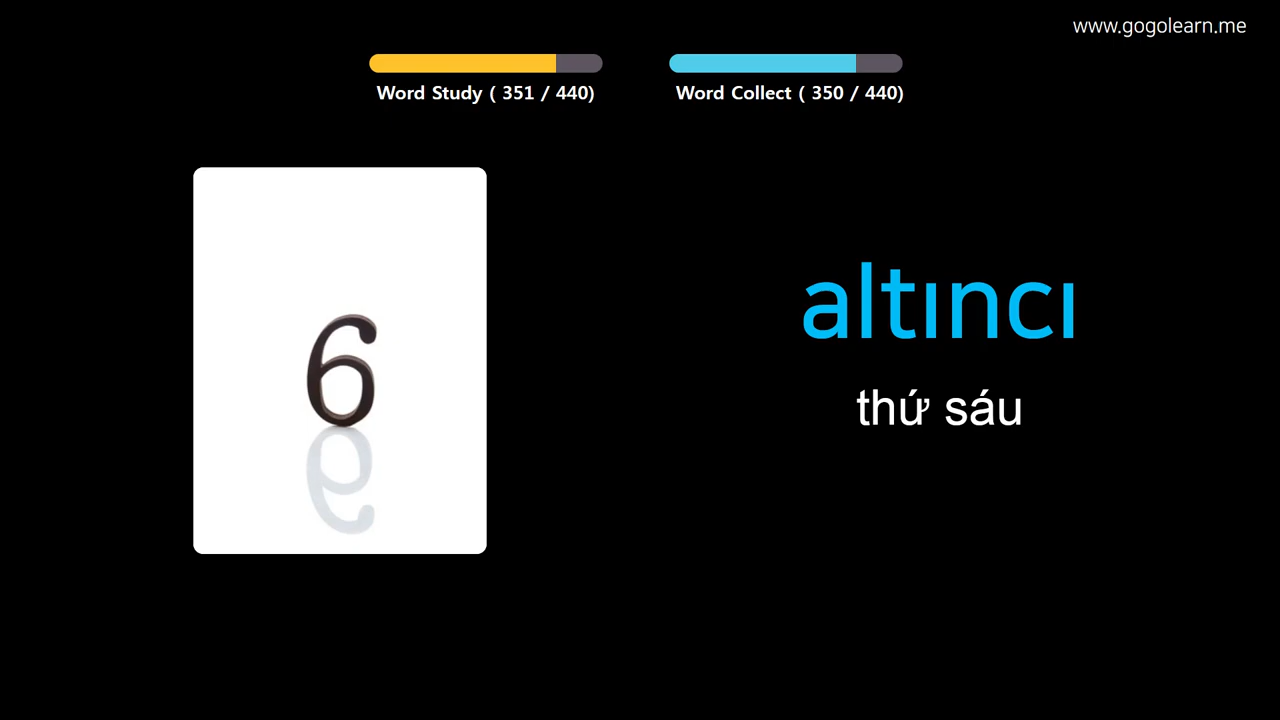 www.gogolearn.me
Word Study ( 351 / 440)
Word Collect ( 350 / 440)
6
altıncı
thứ sáu